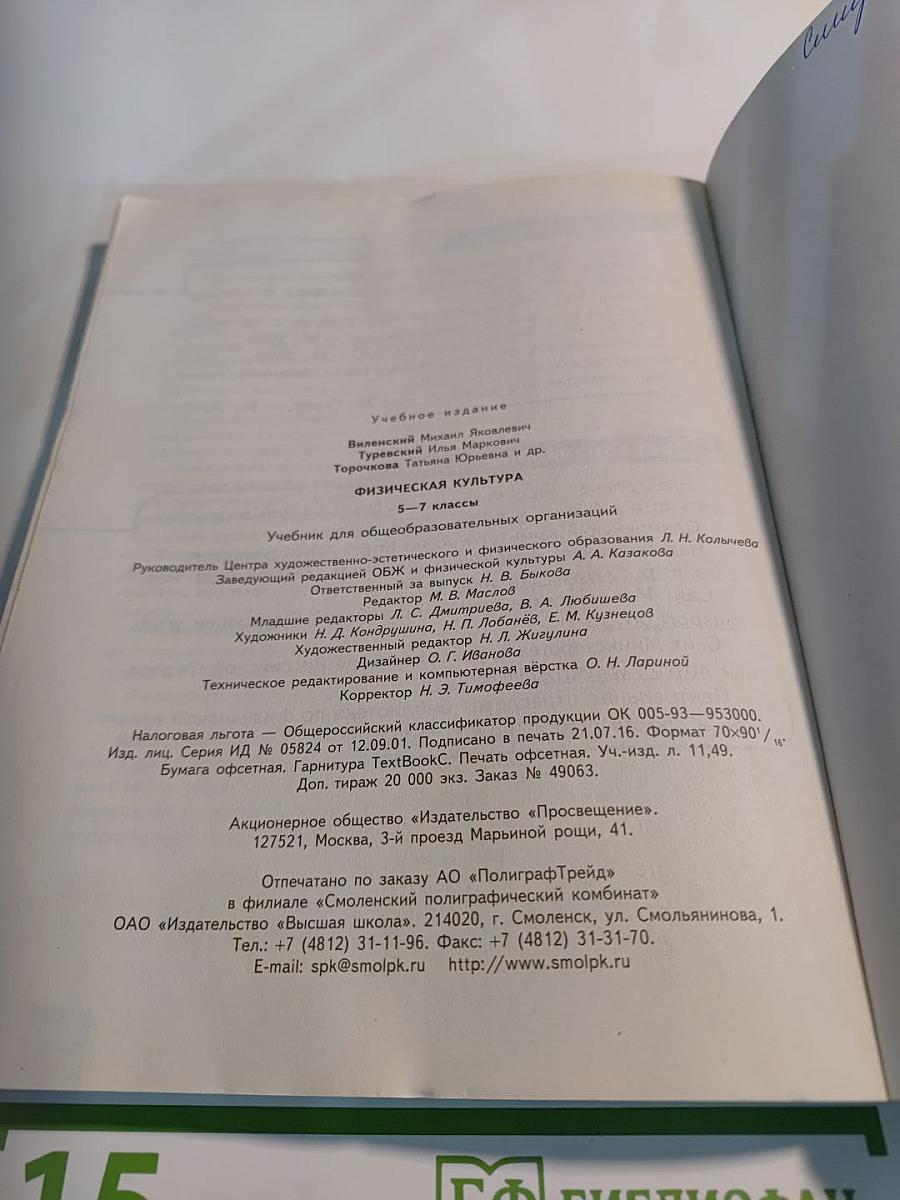 Учебное издание
Виленский Михаил Яковлевич
Туревский Илья Маркович
Торочкова Татьяна Юрьевна и др.
ФИЗИЧЕСКАЯ КУЛЬТУРА
5—7 классы
Учебник для общеобразовательных организаций
Руководитель Центра художественно-эстетического и физического образования Л. Н. Колычева
Заведующий редакцией ОБЖ и физической культуры А. А. Казакова
Ответственный за выпуск Н. В. Быкова
Редактор М. В. Маслов
Младшие редакторы Л. С. Дмитриева, В. А. Любишева
Художники Н. Д. Кондрушина, Н. П. Лобанёв, Е. М. Кузнецов
Художественный редактор Н. Л. Жигулина
Дизайнер О. Г. Иванова
Техническое редактирование и компьютерная вёрстка О. Н. Лариной
Корректор Н. Э. Тимофеева
Налоговая льгота — Общероссийский классификатор продукции ОК 005-93—953000.
Изд. лиц. Серия ИД № 05824 от 12.09.01. Подписано в печать 21.07.16. Формат 70×90¹/₁₆.
Бумага офсетная. Гарнитура TextBookC. Печать офсетная. Уч.-изд. л. 11,49.
Доп. тираж 20 000 экз. Заказ № 49063.
Акционерное общество «Издательство «Просвещение».
127521, Москва, 3-й проезд Марьиной рощи, 41.
Отпечатано по заказу АО «ПолиграфТрейд»
в филиале «Смоленский полиграфический комбинат»
ОАО «Издательство «Высшая школа». 214020, г. Смоленск, ул. Смольянинова, 1.
Тел.: +7 (4812) 31-11-96. Факс: +7 (4812) 31-31-70.
E-mail: spk@smolpk.ru http://www.smolpk.ru
15
БФ БИБЛИОФАН